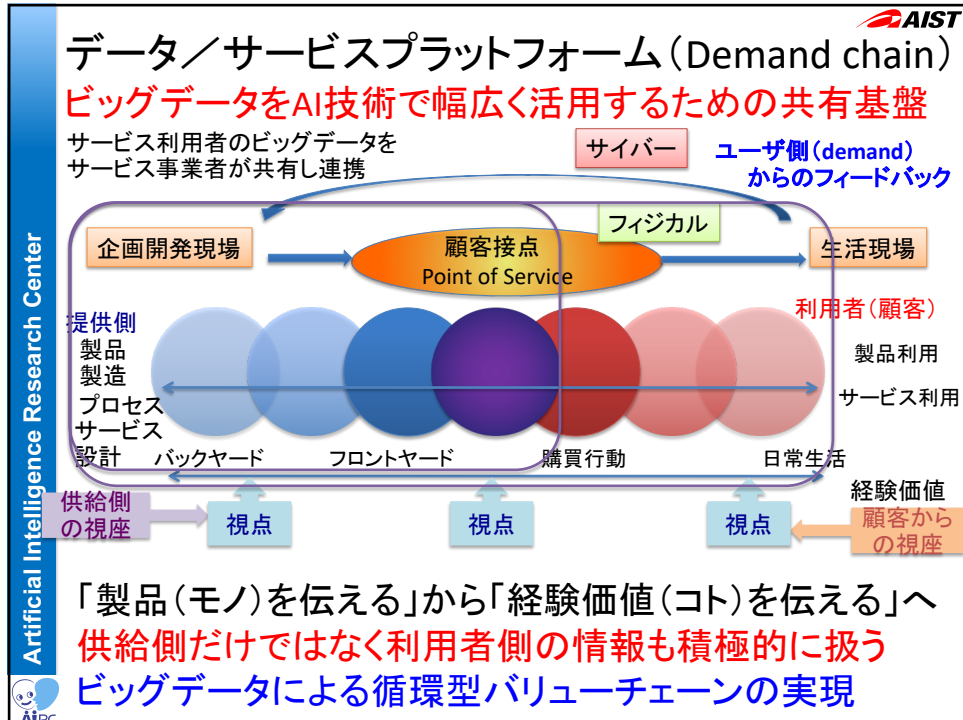 AIST
データ／サービスプラットフォーム（Demand chain）
ビッグデータをAI技術で幅広く活用するための共有基盤
サービス利用者のビッグデータを
サービス事業者が共有し連携
サイバー
ユーザ側（demand）
からのフィードバック
フィジカル
企画開発現場
顧客接点
Point of Service
生活現場
提供側
製品
製造
プロセス
サービス
設計
利用者（顧客）
製品利用
サービス利用
バックヤード
フロントヤード
購買行動
日常生活
経験価値
供給側
の視座
視点
視点
視点
顧客から
の視座
「製品（モノ）を伝える」から「経験価値（コト）を伝える」へ
供給側だけではなく利用者側の情報も積極的に扱う
ビッグデータによる循環型バリューチェーンの実現
Artificial Intelligence Research Center
AiRC